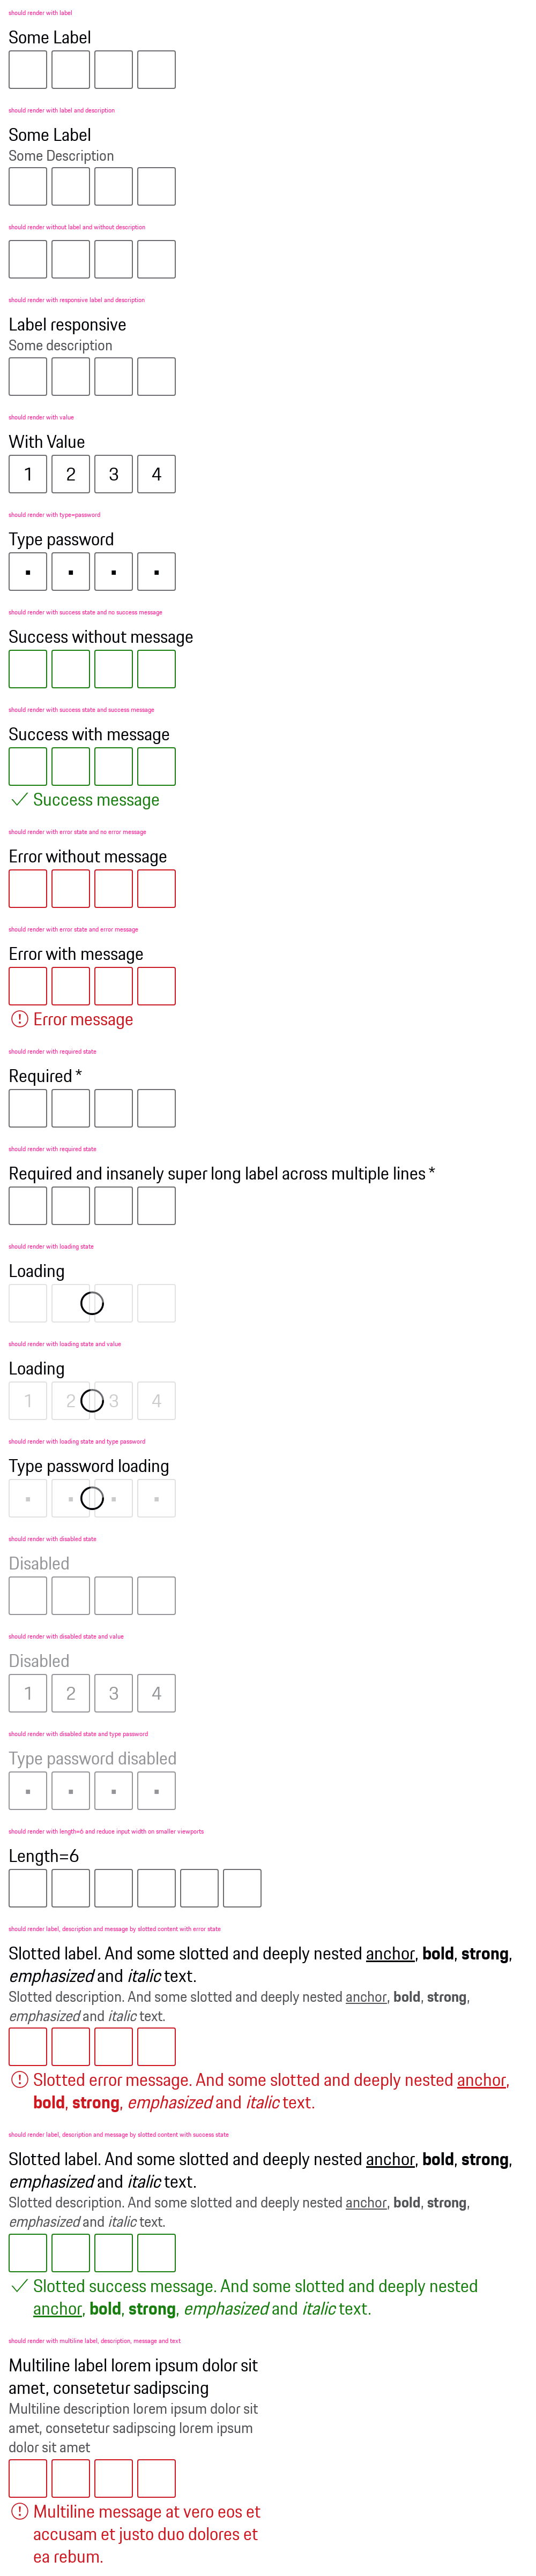 should render with label
Some Label
should render with label and description
Some Label
Some Description
should render without label and without description
should render with responsive label and description
Label responsive
Some description
should render with value
With Value
1 2 3 4
should render with type=password
Type password
should render with success state and no success message
Success without message
should render with success state and success message
Success with message
Success message
should render with error state and no error message
Error without message
should render with error state and error message
Error with message
Error message
should render with required state
Required *
should render with required state
Required and insanely super long label across multiple lines *
should render with loading state
Loading
should render with loading state and value
Loading
1 2 3 4
should render with loading state and type password
Type password loading
should render with disabled state
Disabled
should render with disabled state and value
Disabled
1 2 3 4
should render with disabled state and type password
Type password disabled
should render with length=6 and reduce input width on smaller viewports
Length=6
should render label, description and message by slotted content with error state
Slotted label. And some slotted and deeply nested anchor, bold, strong,
emphasized and italic text.
Slotted description. And some slotted and deeply nested anchor, bold, strong,
emphasized and italic text.
Slotted error message. And some slotted and deeply nested anchor,
bold, strong, emphasized and italic text.
should render label, description and message by slotted content with success state
Slotted label. And some slotted and deeply nested anchor, bold, strong,
emphasized and italic text.
Slotted description. And some slotted and deeply nested anchor, bold, strong,
emphasized and italic text.
Slotted success message. And some slotted and deeply nested
anchor, bold, strong, emphasized and italic text.
should render with multiline label, description, message and text
Multiline label lorem ipsum dolor sit
amet, consetetur sadipscing
Multiline description lorem ipsum dolor sit
amet, consetetur sadipscing lorem ipsum
dolor sit amet
Multiline message at vero eos et
accusam et justo duo dolores et
ea rebum.